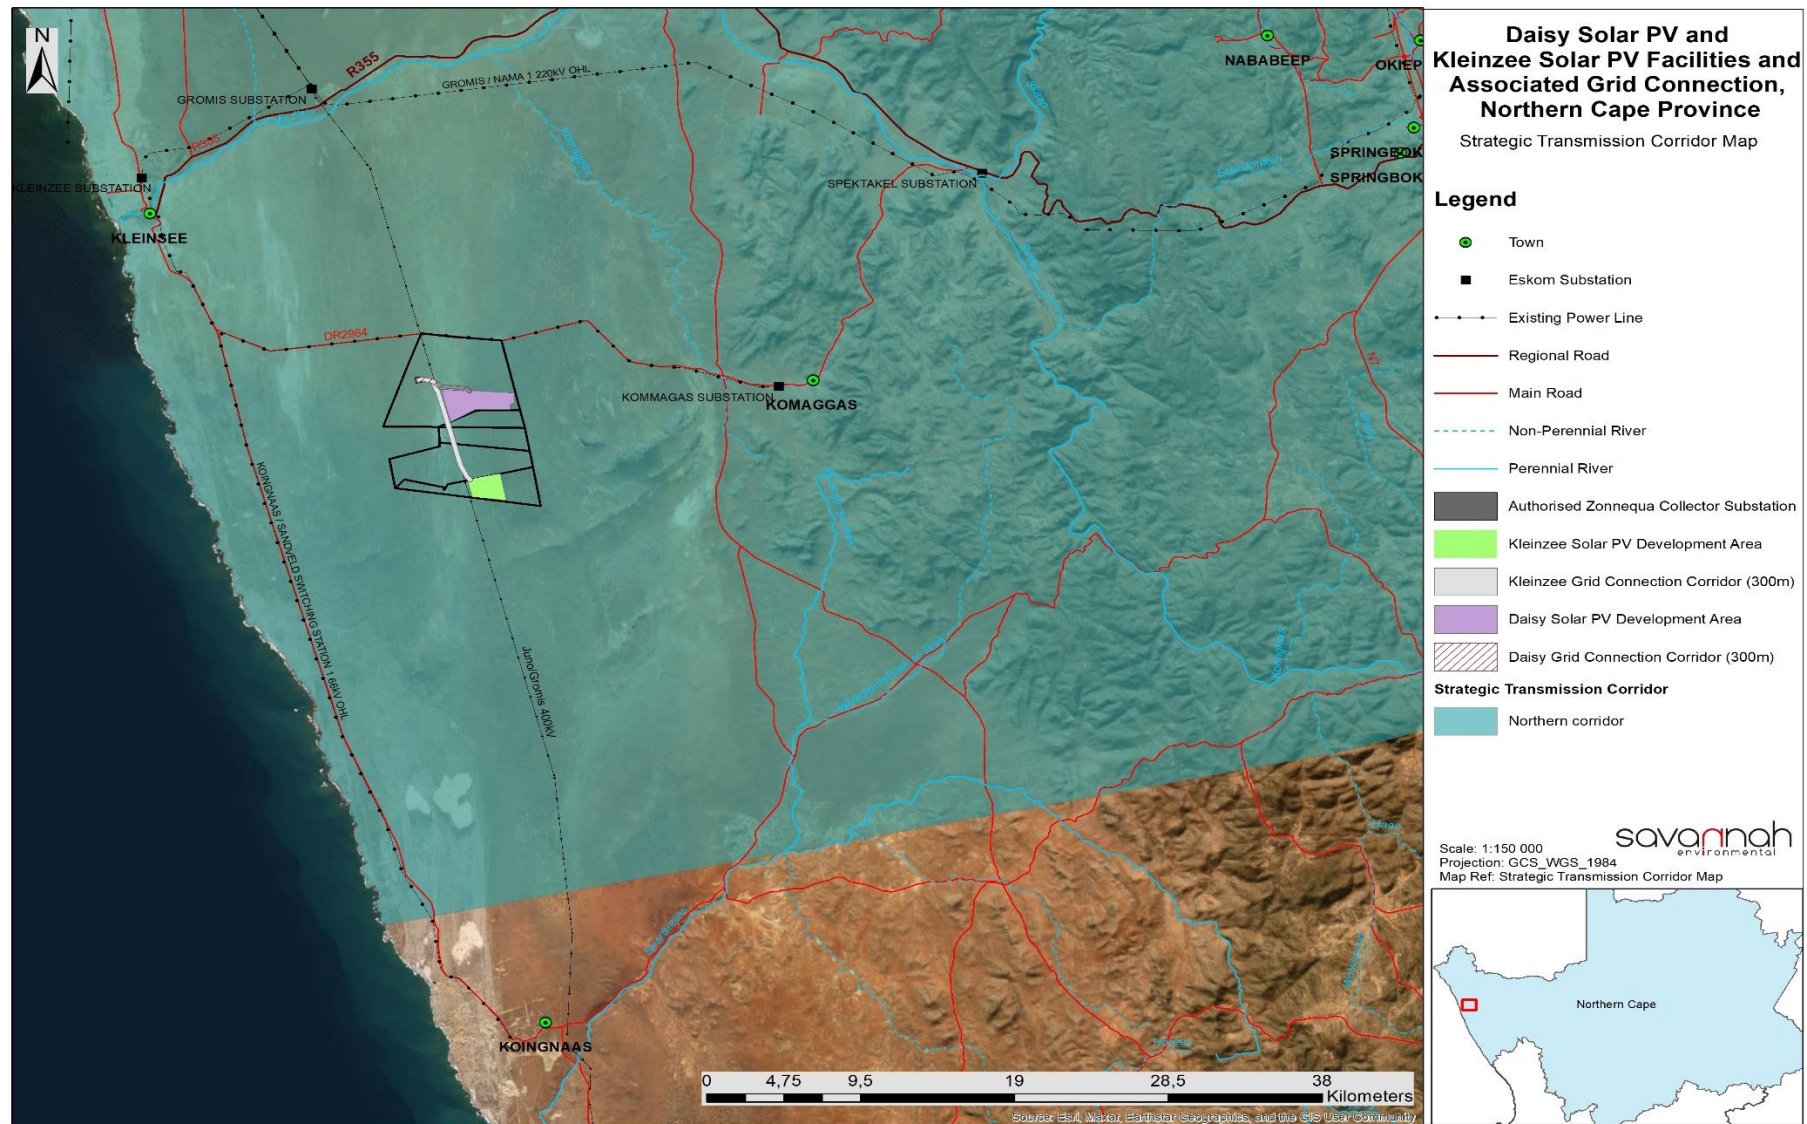 Daisy Solar PV and
Kleinzee Solar PV Facilities and
Associated Grid Connection,
Northern Cape Province
Strategic Transmission Corridor Map
Legend
Town
Eskom Substation
Existing Power Line
Regional Road
Main Road
Non-Perennial River
Perennial River
Authorised Zonnequa Collector Substation
Kleinzee Solar PV Development Area
Kleinzee Grid Connection Corridor (300m)
Daisy Solar PV Development Area
Daisy Grid Connection Corridor (300m)
Strategic Transmission Corridor
Northern corridor
savannah
environmental
Scale: 1:150 000
Projection: GCS_WGS_1984
Map Ref: Strategic Transmission Corridor Map
Northern Cape
N
R355
GROMIS / NAMA 1 220kV OHL
GROMIS SUBSTATION
R355
KLEINZEE SUBSTATION
KLEINSEE
Skaap
NABABEEP
OKIEP
SPRINGBOK
SPRINGBOK
SPEKTAKEL SUBSTATION
DR2964
KOMMAGAS SUBSTATION
KOMAGGAS
N7
KOINGNAAS / SANDVELD SWITCHING STATION 1 66kV OHL
Juno/Gromis 400kV
Haas
Swartlintjies
Horees
KOINGNAAS
0 4,75 9,5 19 28,5 38
Kilometers
Source: Esri, Maxar, Earthstar Geographics, and the GIS User Community